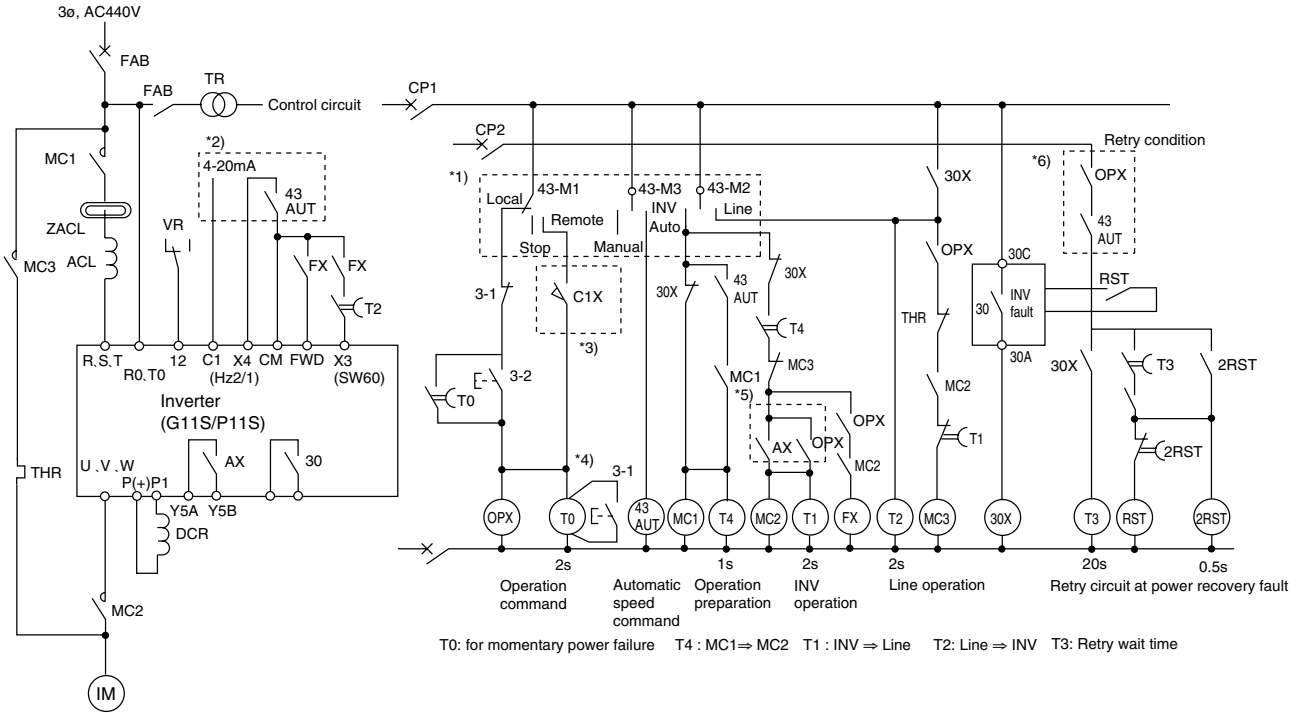 3ø, AC440V
FAB
FAB
TR
Control circuit
CP1
CP2
Retry condition
*2)
4-20mA
43
AUT
MC1
ZACL
ACL
MC3
VR
FX
FX
T2
*1)
43-M1
43-M3
43-M2
Local
Remote
Stop
INV
Auto
Manual
Line
30X
*6)
OPX
43
AUT
3-1
C1X
*3)
30X
43
AUT
30X
T4
MC3
OPX
THR
MC2
T1
30C
30
INV
fault
30A
RST
R､S､T
R0､T0
12
C1
X4
(Hz2/1)
CM
FWD
X3
(SW60)
Inverter
(G11S/P11S)
3-2
T0
MC1
*5)
AX
OPX
OPX
MC2
30X
T3
2RST
2RST
U ､V ､W
P(+)
P1
AX
30
Y5A
Y5B
THR
DCR
MC2
IM
*4)
3-1
OPX
T0
43
AUT
MC1
T4
MC2
T1
FX
T2
MC3
30X
T3
RST
2RST
2s
1s
2s
2s
20s
0.5s
Operation
command
Automatic
speed
command
Operation
preparation
INV
operation
Line operation
Retry circuit at power recovery fault
T0: for momentary power failure T4 : MC1⇒ MC2 T1 : INV ⇒ Line T2: Line ⇒ INV T3: Retry wait time